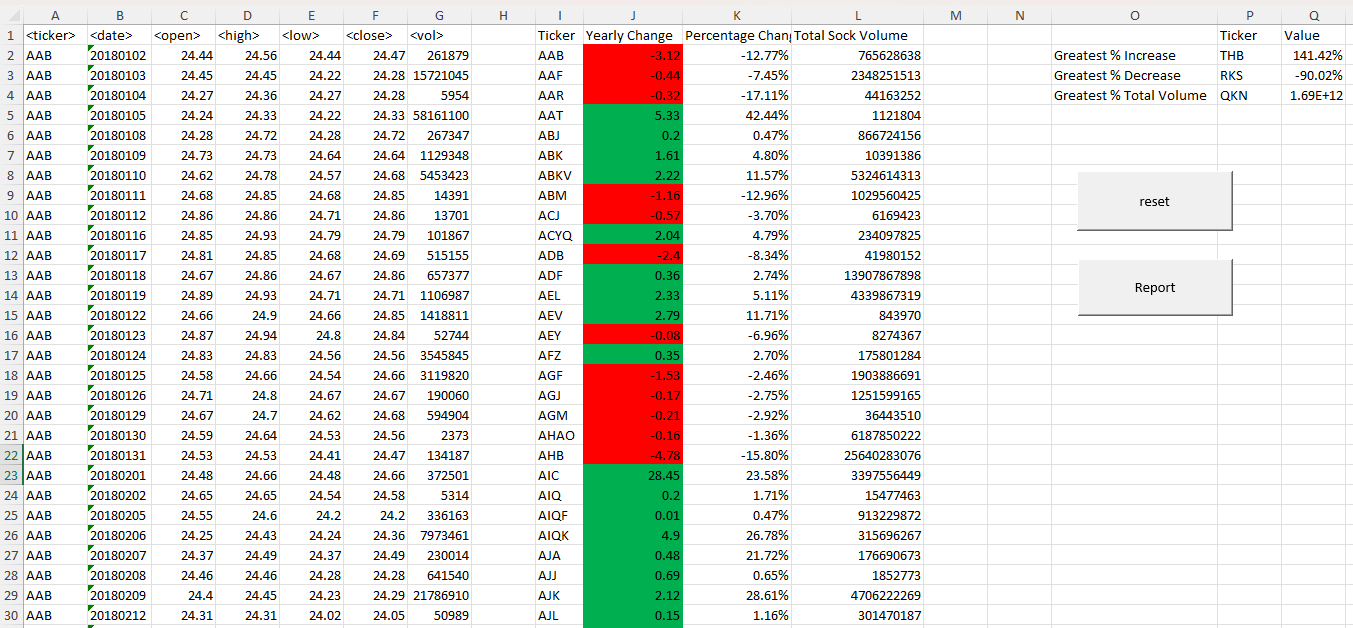 A B C D E F G H I J K L M N O P Q
1 <ticker> <date> <open> <high> <low> <close> <vol> Ticker Yearly Change Percentage Chan Total Sock Volume Ticker Value
2 AAB 20180102 24.44 24.56 24.44 24.47 261879 AAB -3.12 -12.77% 765628638 Greatest % Increase THB 141.42%
3 AAB 20180103 24.45 24.45 24.22 24.28 15721045 AAF -0.44 -7.45% 2348251513 Greatest % Decrease RKS -90.02%
4 AAB 20180104 24.27 24.36 24.27 24.28 5954 AAR -0.32 -17.11% 44163252 Greatest % Total Volume QKN 1.69E+12
5 AAB 20180105 24.24 24.33 24.22 24.33 58161100 AAT 5.33 42.44% 1121804
6 AAB 20180108 24.28 24.72 24.28 24.72 267347 ABJ 0.2 0.47% 866724156
7 AAB 20180109 24.73 24.73 24.64 24.64 1129348 ABK 1.61 4.80% 10391386
8 AAB 20180110 24.62 24.78 24.57 24.68 5453423 ABKV 2.22 11.57% 5324614313
9 AAB 20180111 24.68 24.85 24.68 24.85 14391 ABM -1.16 -12.96% 1029560425
reset
10 AAB 20180112 24.86 24.86 24.71 24.86 13701 ACJ -0.57 -3.70% 6169423
11 AAB 20180116 24.85 24.93 24.79 24.79 101867 ACYQ 2.04 4.79% 234097825
12 AAB 20180117 24.81 24.85 24.68 24.69 515155 ADB -2.4 -8.34% 41980152
13 AAB 20180118 24.67 24.86 24.67 24.86 657377 ADF 0.36 2.74% 13907867898
Report
14 AAB 20180119 24.89 24.93 24.71 24.71 1106987 AEL 2.33 5.11% 4339867319
15 AAB 20180122 24.66 24.9 24.66 24.85 1418811 AEV 2.79 11.71% 843970
16 AAB 20180123 24.87 24.94 24.8 24.84 52744 AEY -0.08 -6.96% 8274367
17 AAB 20180124 24.83 24.83 24.56 24.56 3545845 AFZ 0.35 2.70% 175801284
18 AAB 20180125 24.58 24.66 24.54 24.66 3119820 AGF -1.53 -2.46% 1903886691
19 AAB 20180126 24.71 24.8 24.67 24.67 190060 AGJ -0.17 -2.75% 1251599165
20 AAB 20180129 24.67 24.7 24.62 24.68 594904 AGM -0.21 -2.92% 36443510
21 AAB 20180130 24.59 24.64 24.53 24.56 2373 AHAO -0.16 -1.36% 6187850222
22 AAB 20180131 24.53 24.53 24.41 24.47 134187 AHB -4.78 -15.80% 25640283076
23 AAB 20180201 24.48 24.66 24.48 24.66 372501 AIC 28.45 23.58% 3397556449
24 AAB 20180202 24.65 24.65 24.54 24.58 5314 AIQ 0.2 1.71% 15477463
25 AAB 20180205 24.55 24.6 24.2 24.2 336163 AIQF 0.01 0.47% 913229872
26 AAB 20180206 24.25 24.43 24.24 24.36 7973461 AIQK 4.9 26.78% 315696267
27 AAB 20180207 24.37 24.49 24.37 24.49 230014 AJA 0.48 21.72% 176690673
28 AAB 20180208 24.46 24.46 24.28 24.28 641540 AJJ 0.69 0.65% 1852773
29 AAB 20180209 24.4 24.45 24.23 24.29 21786910 AJK 2.12 28.61% 4706222269
30 AAB 20180212 24.31 24.31 24.02 24.05 50989 AJL 0.15 1.16% 301470187